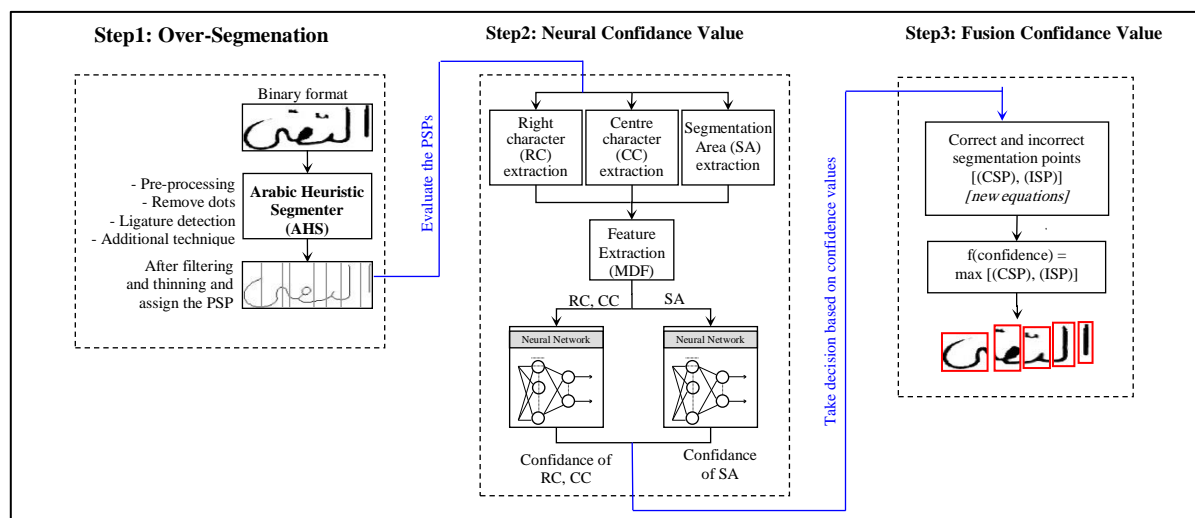 Step1: Over-Segmenation
Binary format
التقى
- Pre-processing
- Remove dots
- Ligature detection
- Additional technique
Arabic Heuristic
Segmenter
(AHS)
After filtering
and thinning and
assign the PSP
Evaluate the PSPs
Step2: Neural Confidance Value
Right
character
(RC)
extraction
Centre
character
(CC)
extraction
Segmentation
Area (SA)
extraction
Feature
Extraction
(MDF)
RC, CC
SA
Neural Network
Neural Network
Confidance of
RC, CC
Confidance
of SA
Take decision based on confidence values
Step3: Fusion Confidance Value
Correct and incorrect
segmentation points
[(CSP), (ISP)]
[new equations]
f(confidence) =
max [(CSP), (ISP)]
التقى